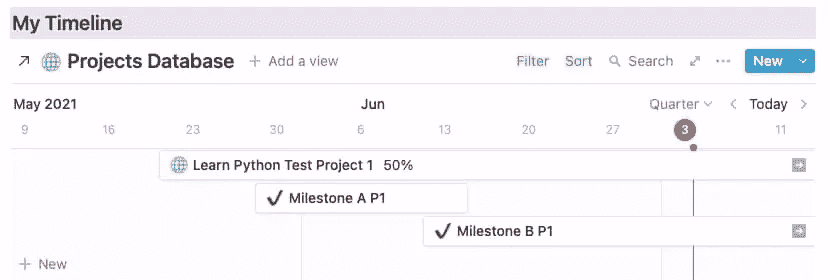 My Timeline
Projects Database + Add a view Filter Sort Search ... New
May 2021 Jun Quarter Today
9 16 23 30 6 13 20 27 3 11
Learn Python Test Project 1 50%
Milestone A P1
Milestone B P1
+ New